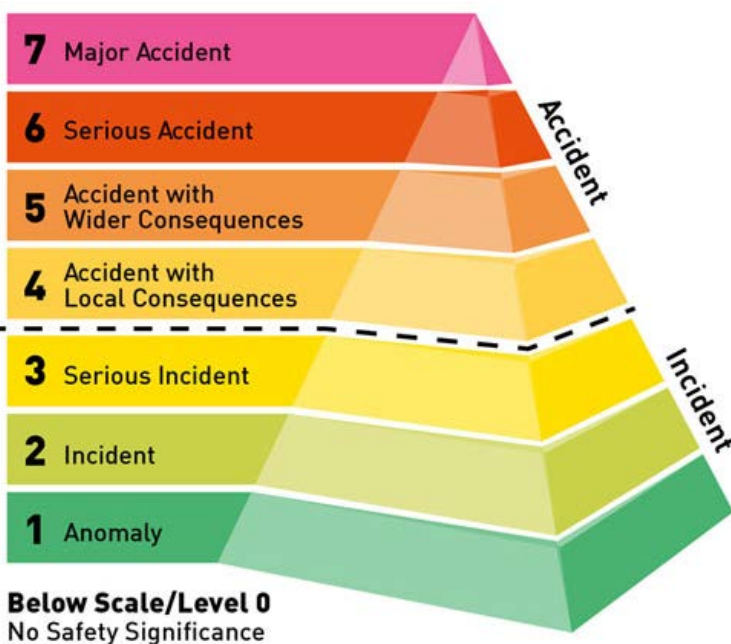 7 Major Accident
6 Serious Accident
5 Accident with
Wider Consequences
4 Accident with
Local Consequences
3 Serious Incident
2 Incident
1 Anomaly
Below Scale/Level 0
No Safety Significance
Accident
Incident